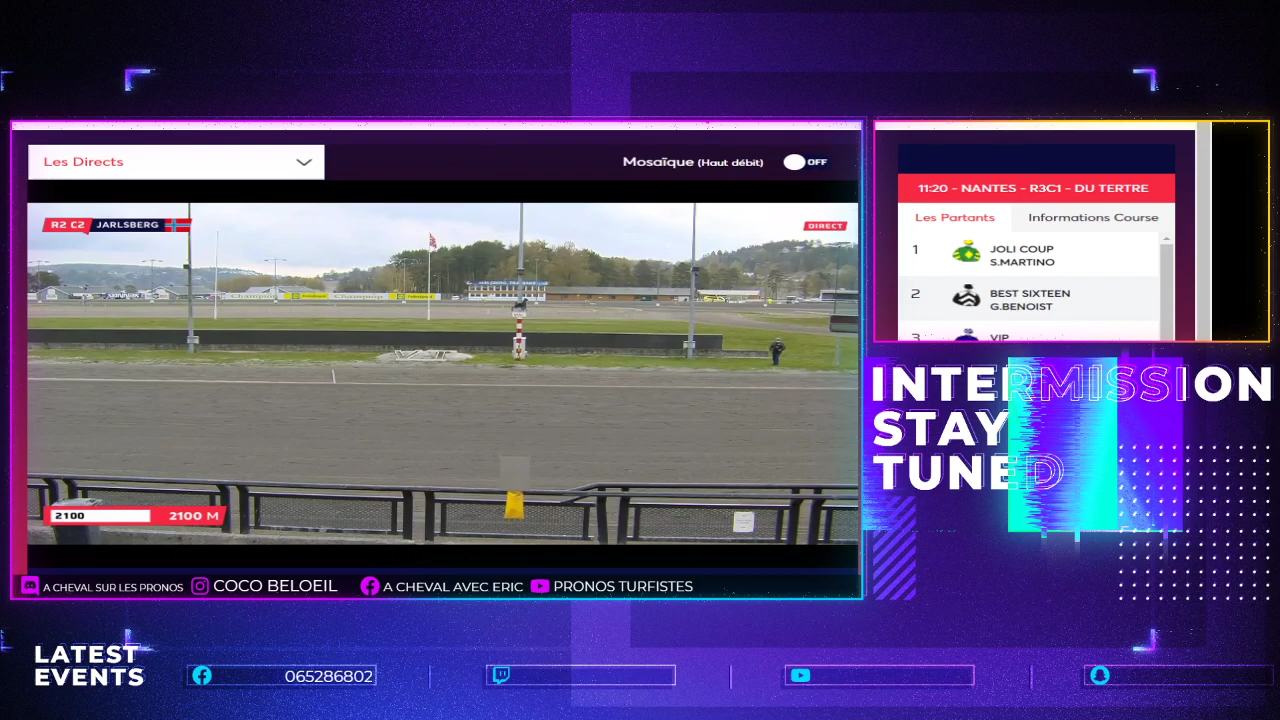 Les Directs
Mosaïque (Haut débit)
OFF
R2 C2 JARLSBERG
DIRECT
2100
2100 M
A CHEVAL SUR LES PRONOS
COCO BELOEIL
A CHEVAL AVEC ERIC
PRONOS TURFISTES
11:20 - NANTES - R3C1 - DU TERTRE
Les Partants
Informations Course
1
JOLI COUP
S.MARTINO
2
BEST SIXTEEN
G.BENOIST
3
VIP
INTERMISSION
STAY
TUNED
LATEST
EVENTS
065286802